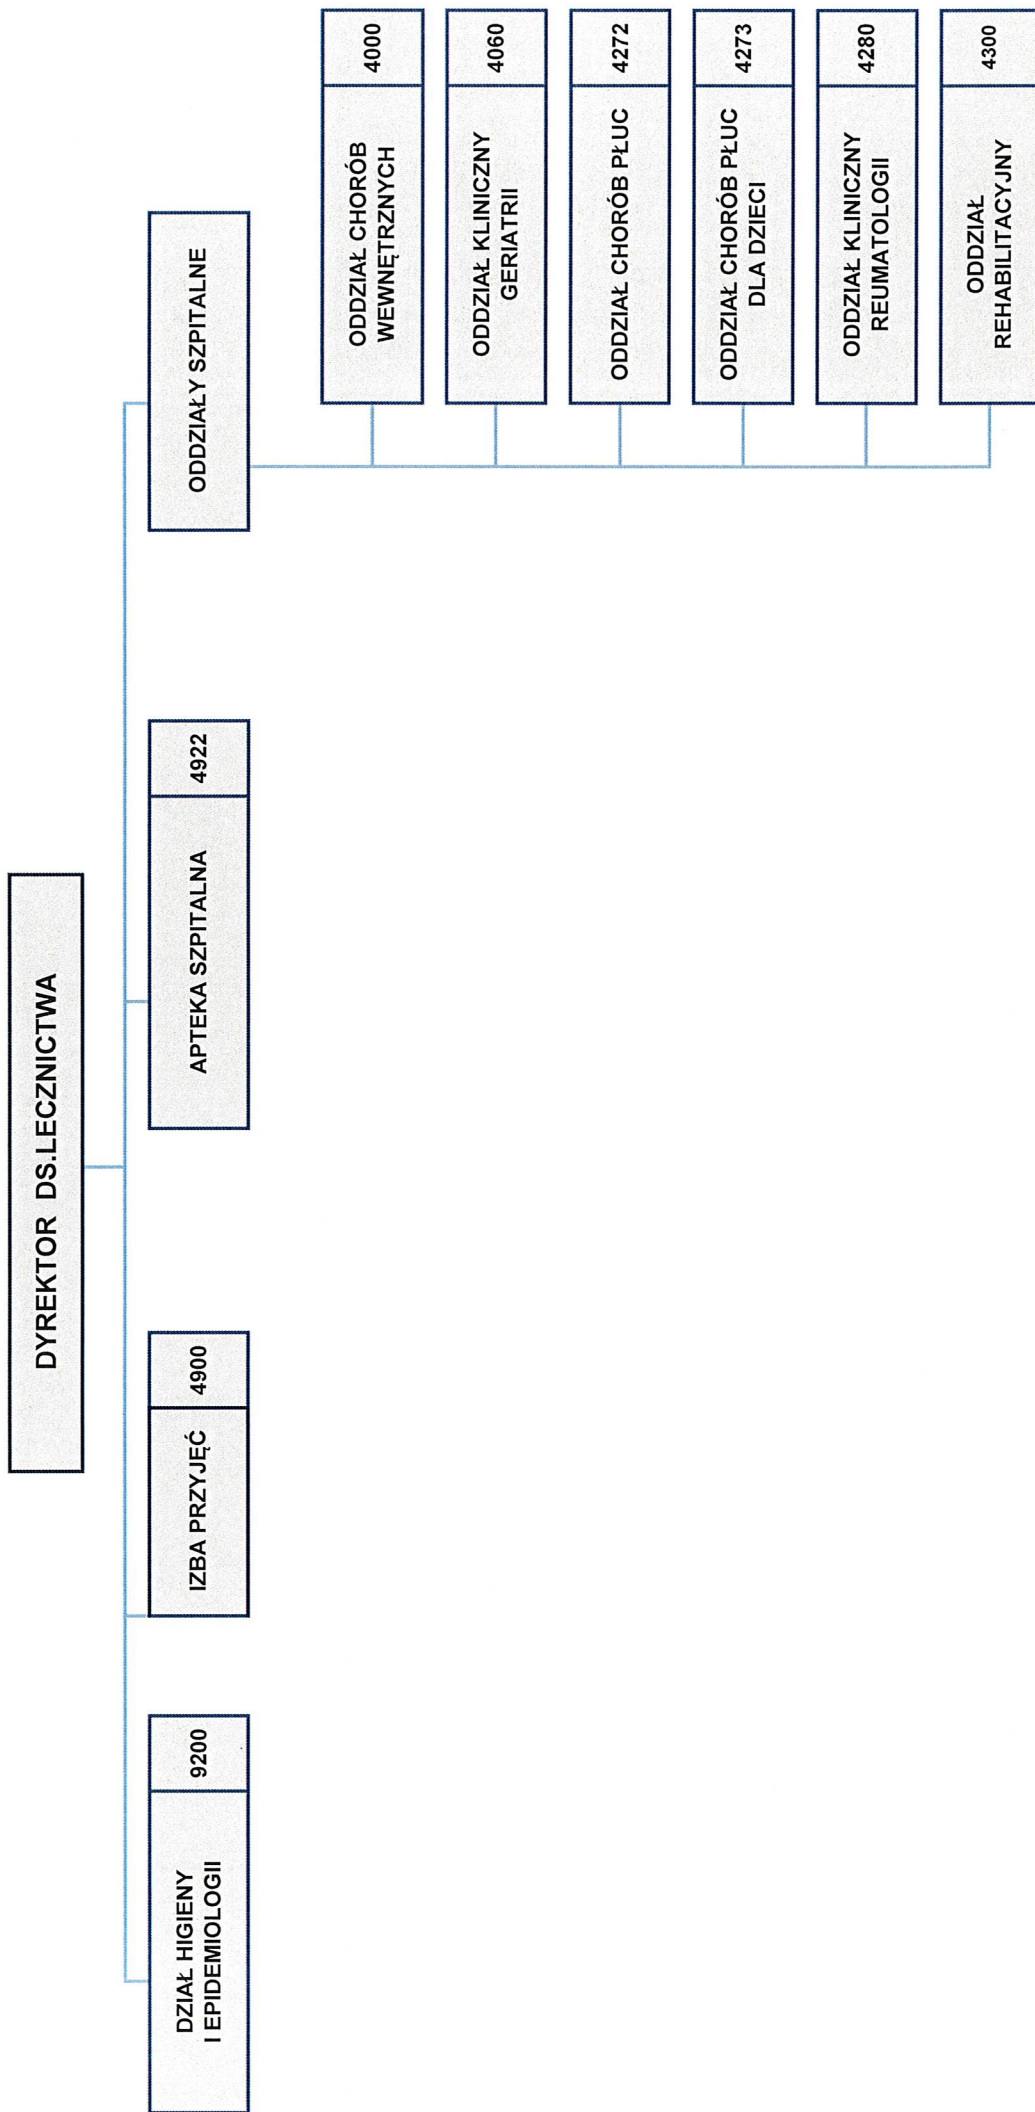 DYREKTOR DS.LECZNICTWA
DZIAŁ HIGIENY
I EPIDEMIOLOGII
9200
IZBA PRZYJĘĆ
4900
APTEKA SZPITALNA
4922
ODDZIAŁY SZPITALNE
ODDZIAŁ CHORÓB
WEWNĘTRZNYCH
4000
ODDZIAŁ KLINICZNY
GERIATRII
4060
ODDZIAŁ CHORÓB PŁUC
4272
ODDZIAŁ CHORÓB PŁUC
DLA DZIECI
4273
ODDZIAŁ KLINICZNY
REUMATOLOGII
4280
ODDZIAŁ
REHABILITACYJNY
4300